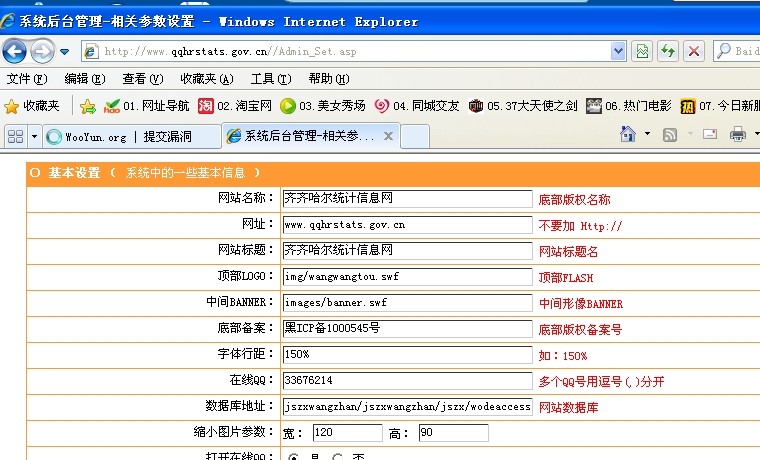 系统后台管理-相关参数设置 - Windows Internet Explorer
http://www.qqhrstats.gov.cn//Admin_Set.asp
Baid
文件(F) 编辑(E) 查看(V) 收藏夹(A) 工具(T) 帮助(H)
收藏夹 hao 01.网址导航 淘 02.淘宝网 03.美女秀场 04.同城交友 05.37大天使之剑 06.热门电影 07.今日新服
WooYun.org | 提交漏洞 系统后台管理-相关参...
基本设置 ( 系统中的一些基本信息 )
网站名称: 齐齐哈尔统计信息网 底部版权名称
网址: www.qqhrstats.gov.cn 不要加 Http://
网站标题: 齐齐哈尔统计信息网 网站标题名
顶部LOGO: img/wangwangtou.swf 顶部FLASH
中间BANNER: images/banner.swf 中间形像BANNER
底部备案: 黑ICP备1000545号 底部版权备案号
字体行距: 150% 如:150%
在线QQ: 33676214 多个QQ号用逗号(,)分开
数据库地址: jszxwangzhan/jszxwangzhan/jszx/wodeaccess 网站数据库
缩小图片参数: 宽: 120 高: 90
打开在线QQ: 是 否